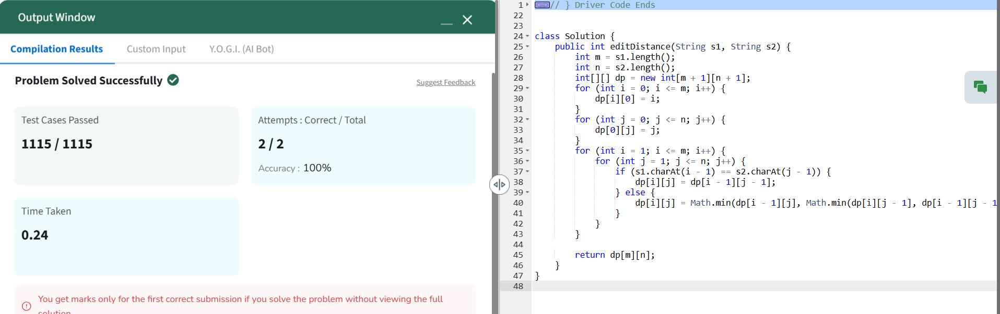 Output Window
Compilation Results
Custom Input
Y.O.G.I. (AI Bot)
Problem Solved Successfully
Suggest Feedback
Test Cases Passed
1115 / 1115
Attempts : Correct / Total
2 / 2
Accuracy : 100%
Time Taken
0.24
You get marks only for the first correct submission if you solve the problem without viewing the full
solution
1 // } Driver Code Ends
22
23
24 class Solution {
25     public int editDistance(String s1, String s2) {
26         int m = s1.length();
27         int n = s2.length();
28         int[][] dp = new int[m + 1][n + 1];
29         for (int i = 0; i <= m; i++) {
30             dp[i][0] = i;
31         }
32         for (int j = 0; j <= n; j++) {
33             dp[0][j] = j;
34         }
35         for (int i = 1; i <= m; i++) {
36             for (int j = 1; j <= n; j++) {
37                 if (s1.charAt(i - 1) == s2.charAt(j - 1)) {
38                     dp[i][j] = dp[i - 1][j - 1];
39                 } else {
40                     dp[i][j] = Math.min(dp[i - 1][j], Math.min(dp[i][j - 1], dp[i - 1][j - 1
41                 }
42             }
43         }
44
45         return dp[m][n];
46     }
47 }
48